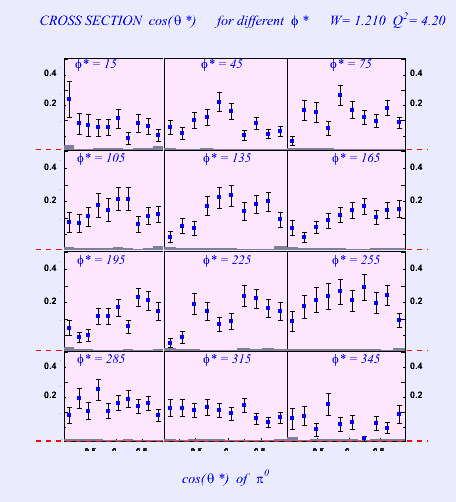 CROSS SECTION cos(θ *) for different ϕ * W= 1.210 Q²= 4.20
ϕ* = 15 ϕ* = 45 ϕ* = 75
0.4 0.4
0.2 0.2
ϕ* = 105 ϕ* = 135 ϕ* = 165
0.4 0.4
0.2 0.2
ϕ* = 195 ϕ* = 225 ϕ* = 255
0.4 0.4
0.2 0.2
ϕ* = 285 ϕ* = 315 ϕ* = 345
0.4 0.4
0.2 0.2
cos(θ *) of π⁰